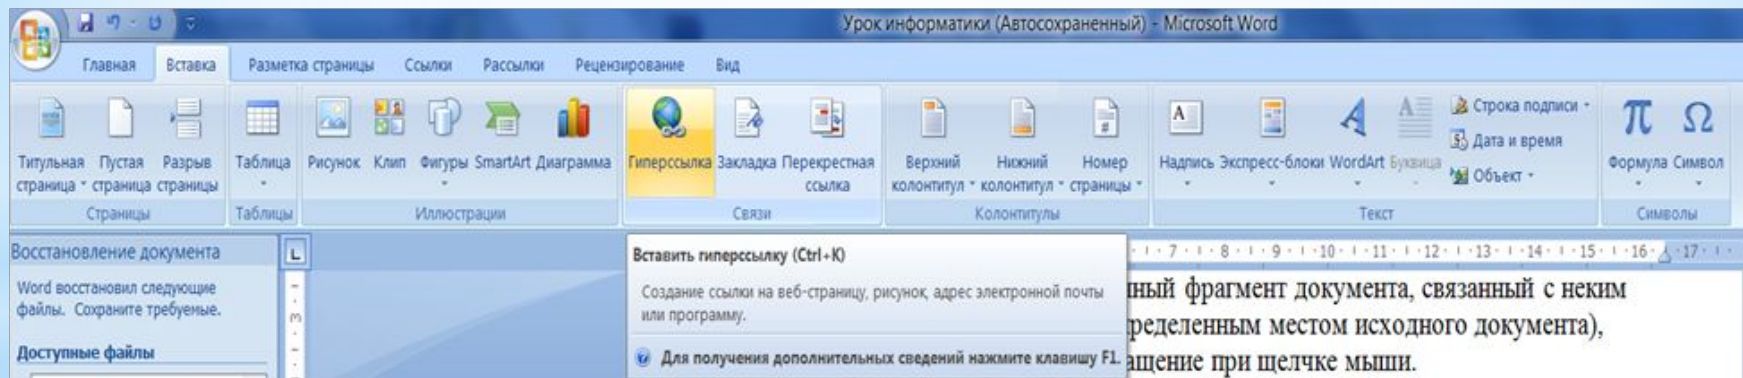 Урок информатики (Автосохраненный) - Microsoft Word
Главная Вставка Разметка страницы Ссылки Рассылки Рецензирование Вид
Титульная страница
Пустая страница
Разрыв страницы
Страницы
Таблица
Таблицы
Рисунок Клип Фигуры SmartArt Диаграмма
Иллюстрации
Гиперссылка Закладка Перекрестная ссылка
Связи
Верхний колонтитул
Нижний колонтитул
Номер страницы
Колонтитулы
Надпись Экспресс-блоки WordArt Буквица
Строка подписи
Дата и время
Объект
Текст
π Ω
Формула Символ
Символы
Восстановление документа
Word восстановил следующие
файлы. Сохраните требуемые.
Доступные файлы
L
3
Вставить гиперссылку (Ctrl+K)
Создание ссылки на веб-страницу, рисунок, адрес электронной почты
или программу.
Для получения дополнительных сведений нажмите клавишу F1.
7 8 9 10 11 12 13 14 15 16 17
нный фрагмент документа, связанный с неким
ределенным местом исходного документа),
ащение при щелчке мыши.